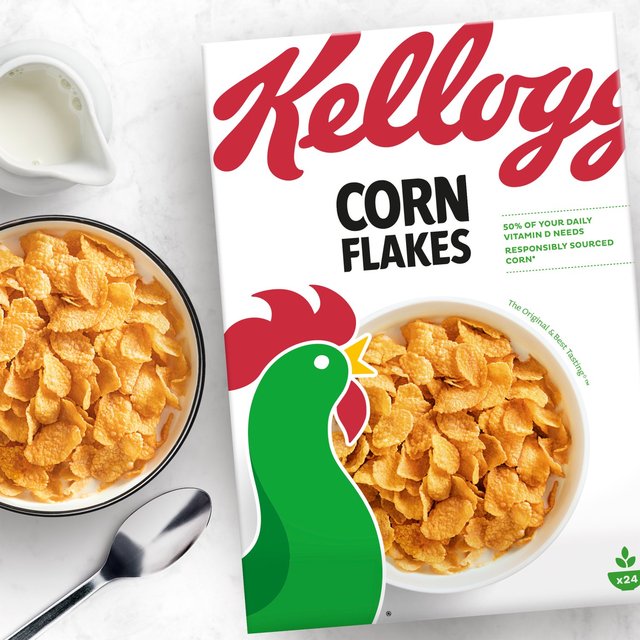 Kellogg
CORN
FLAKES
50% OF YOUR DAILY
VITAMIN D NEEDS
RESPONSIBLY SOURCED
CORN*
The Original & Best Tasting
®
x24